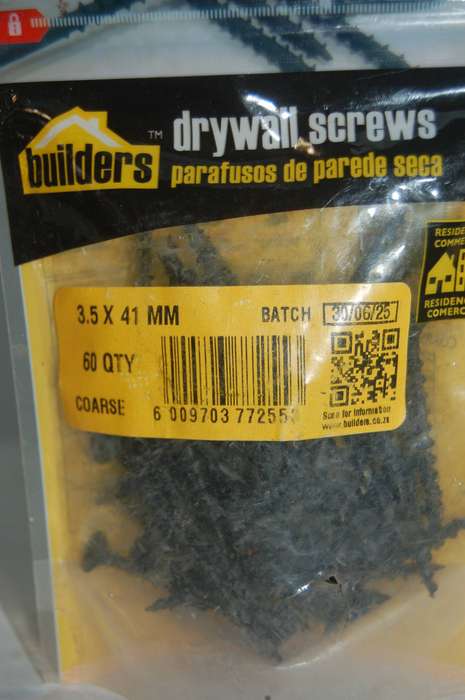 builders
TM
drywall screws
parafusos de parede seca
3.5 X 41 MM
BATCH 30/06/25
60 QTY
COARSE
6 009703 772553
Scan for Information
www.builders.co.za